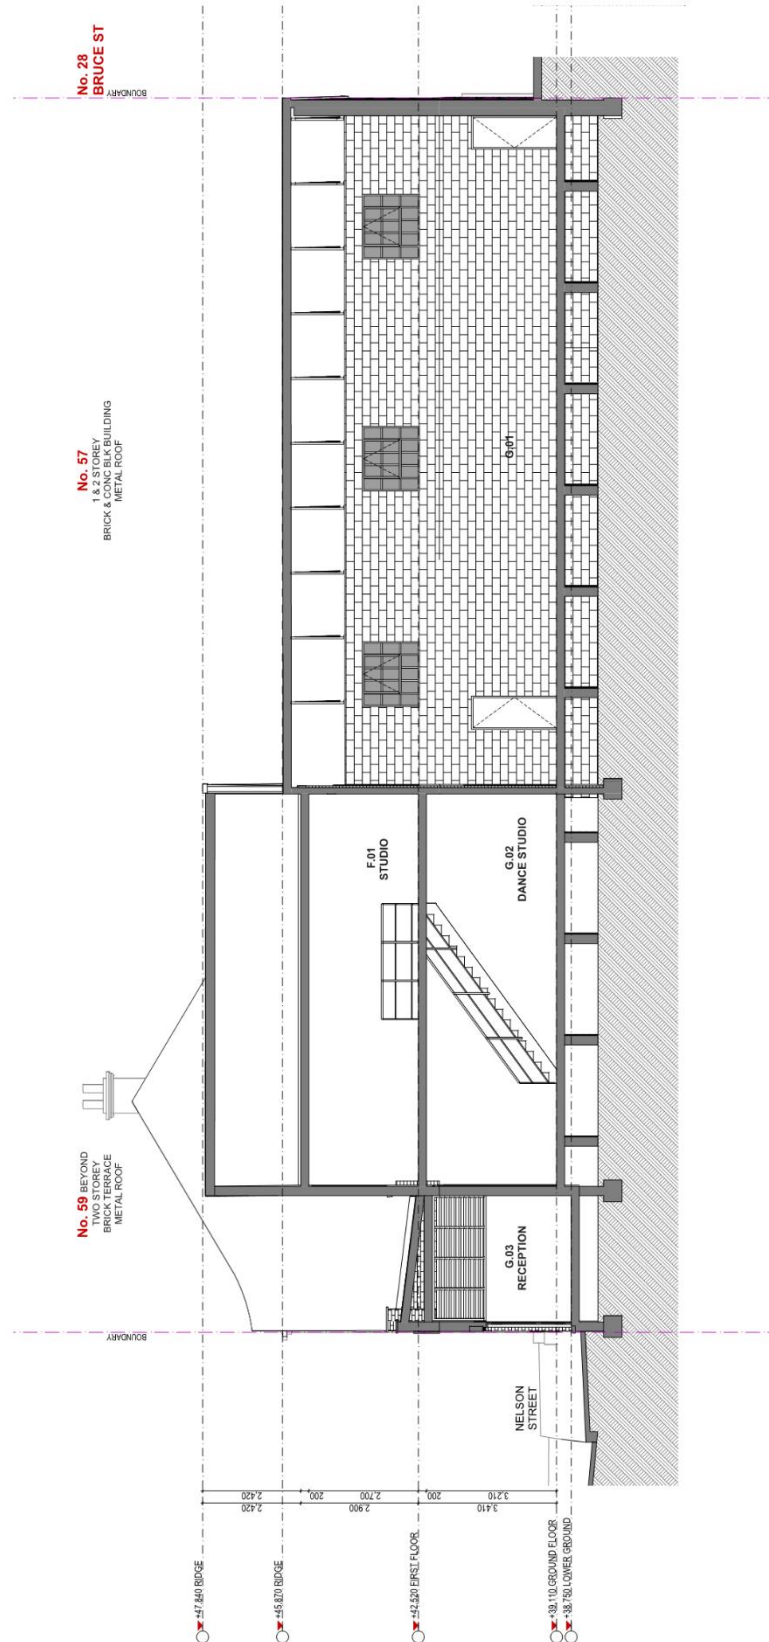 No. 28
BRUCE ST
BOUNDARY
No. 57
1 & 2 STOREY
BRICK & CONC BLK BUILDING
METAL ROOF
G.01
F.01
STUDIO
G.02
DANCE STUDIO
No. 59 BEYOND
TWO STOREY
BRICK TERRACE
METAL ROOF
G.03
RECEPTION
BOUNDARY
NELSON
STREET
2,420
200
2,700
200
3,210
2,420
2,900
3,410
+47.840 RIDGE
+45.870 RIDGE
+42.520 FIRST FLOOR
+39.110 GROUND FLOOR
+38.750 LOWER GROUND